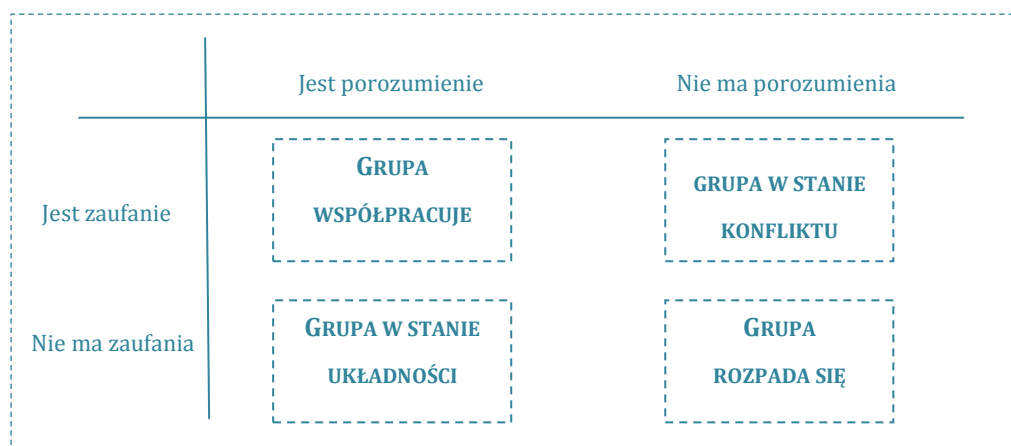 Jest porozumienie Nie ma porozumienia
Jest zaufanie
GRUPA
WSPÓŁPRACUJE
GRUPA W STANIE
KONFLIKTU
Nie ma zaufania
GRUPA W STANIE
UKŁADNOŚCI
GRUPA
ROZPADA SIĘ